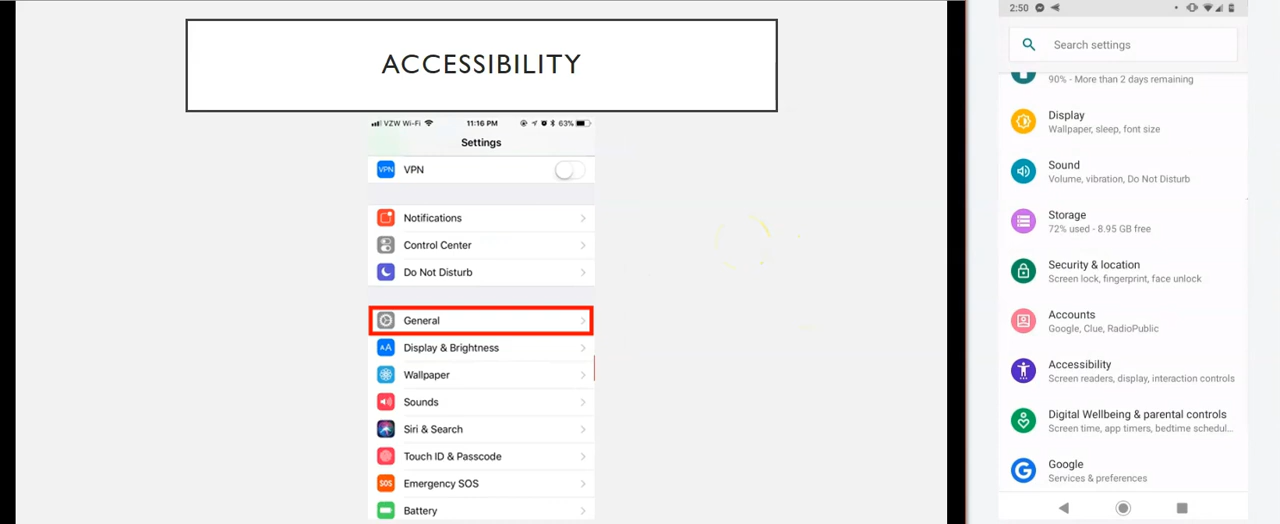 ACCESSIBILITY
VZW Wi-Fi 11:16 PM 63%
Settings
VPN VPN
Notifications
Control Center
Do Not Disturb
General
AA Display & Brightness
Wallpaper
Sounds
Siri & Search
Touch ID & Passcode
SOS Emergency SOS
Battery
2:50
Search settings
90% - More than 2 days remaining
Display
Wallpaper, sleep, font size
Sound
Volume, vibration, Do Not Disturb
Storage
72% used - 8.95 GB free
Security & location
Screen lock, fingerprint, face unlock
Accounts
Google, Clue, RadioPublic
Accessibility
Screen readers, display, interaction controls
Digital Wellbeing & parental controls
Screen time, app timers, bedtime schedul...
G Google
Services & preferences